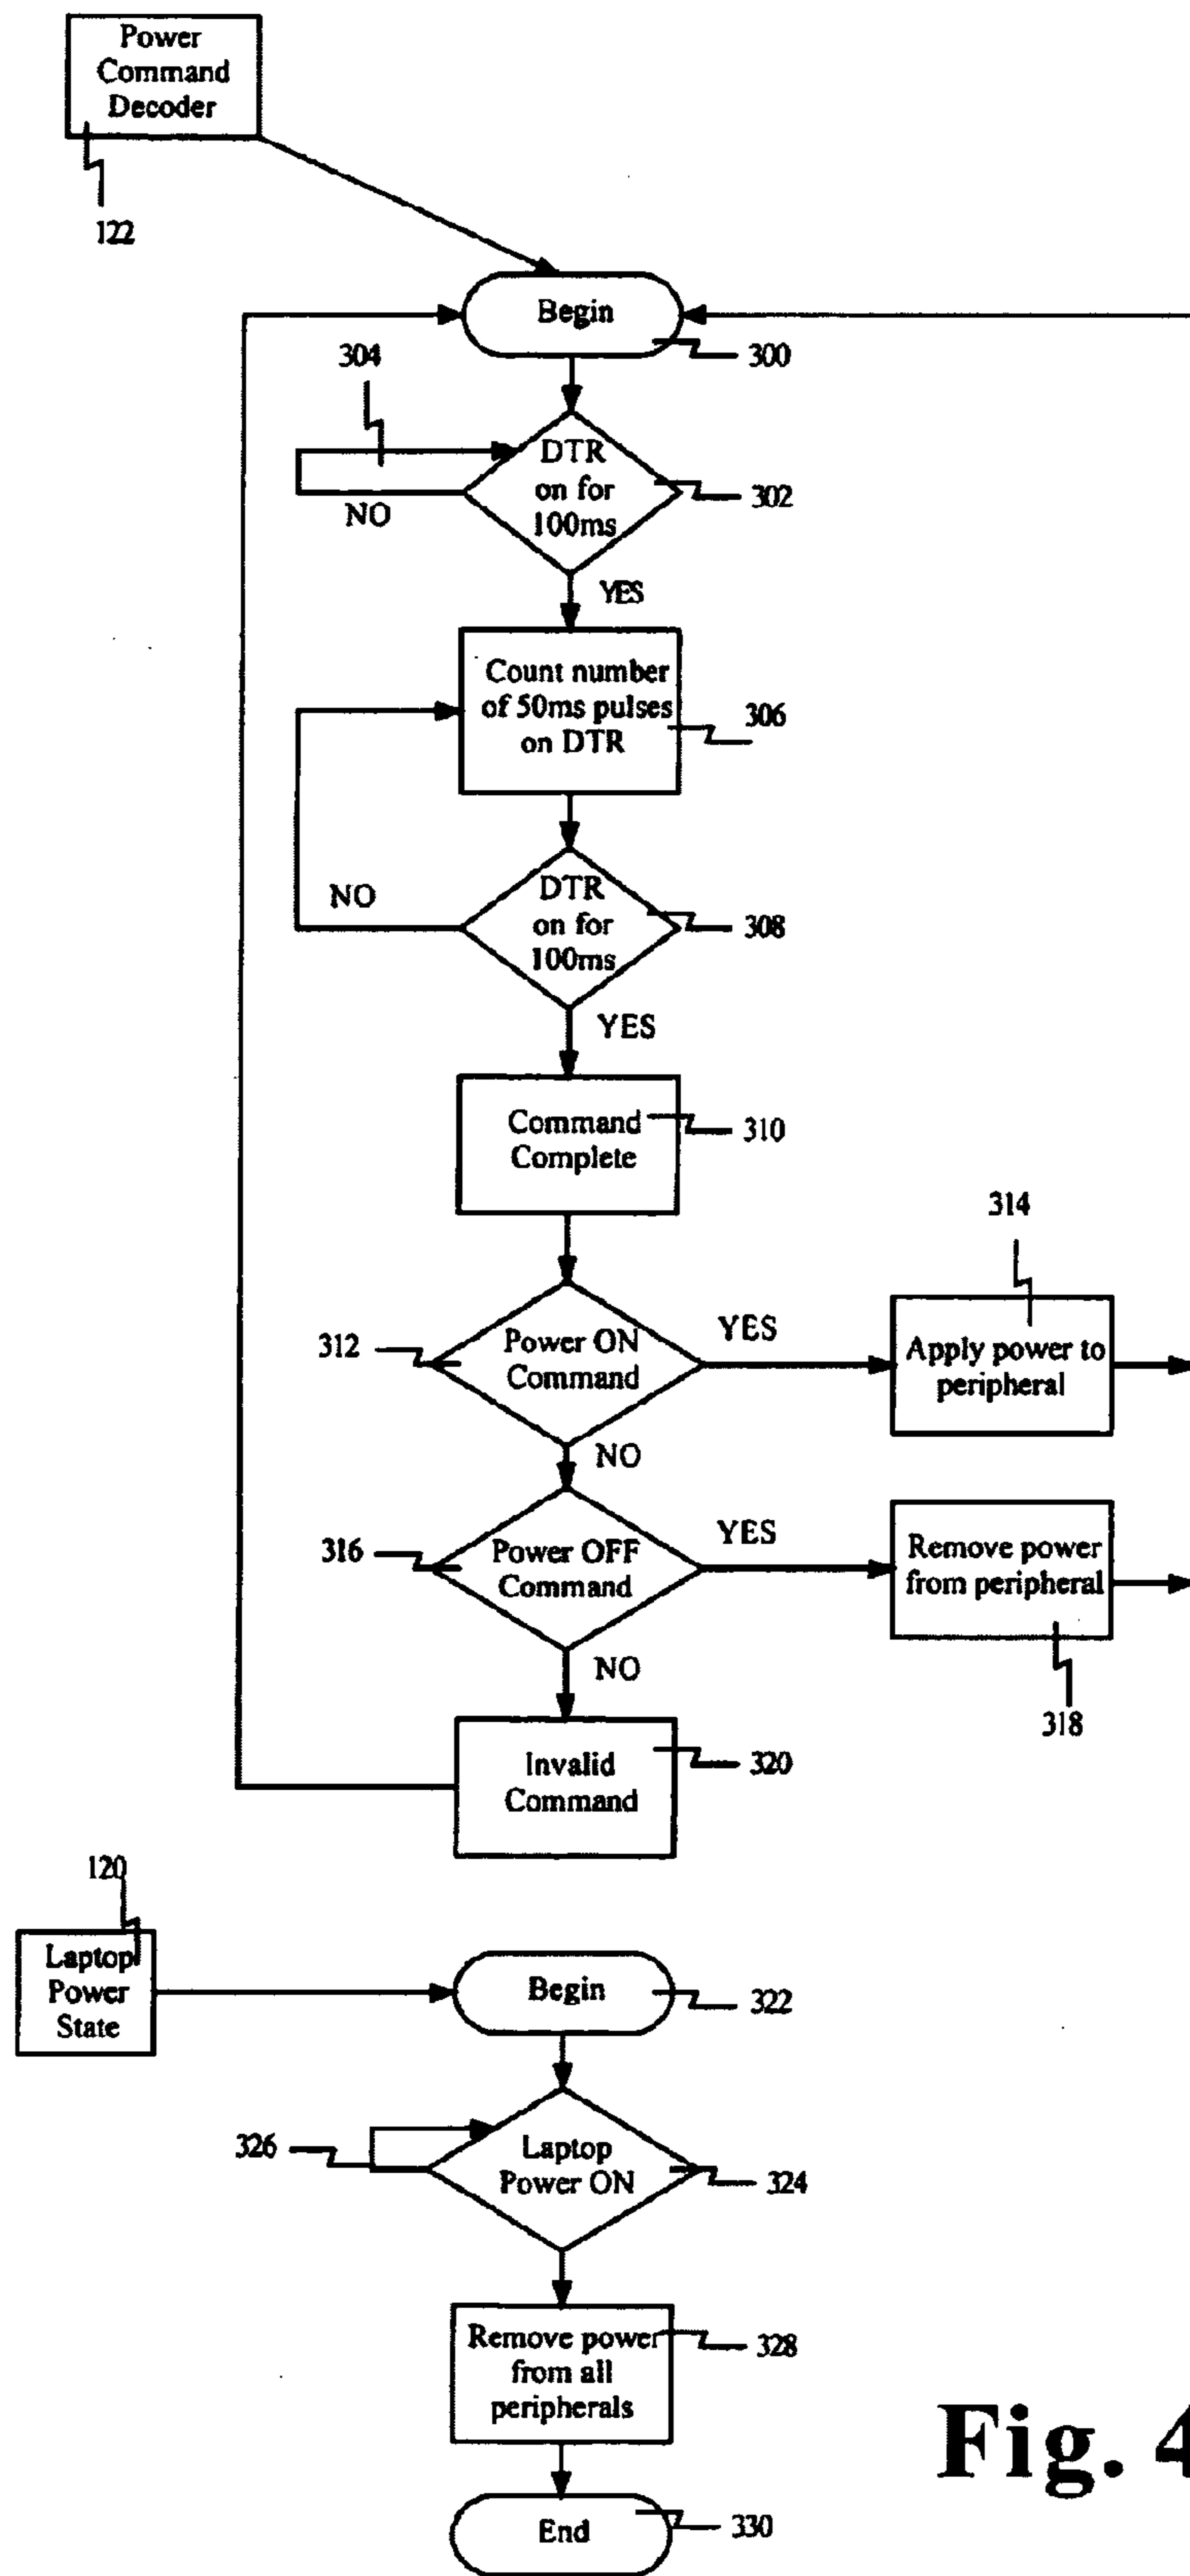 Power
Command
Decoder
122
Begin
300
304
DTR
on for
100ms
302
NO
YES
Count number
of 50ms pulses
on DTR
306
DTR
on for
100ms
308
NO
YES
Command
Complete
310
314
312
Power ON
Command
YES
Apply power to
peripheral
NO
316
Power OFF
Command
YES
Remove power
from peripheral
318
NO
Invalid
Command
320
120
Laptop
Power
State
Begin
322
326
Laptop
Power ON
324
Remove power
from all
peripherals
328
Fig. 4
End
330